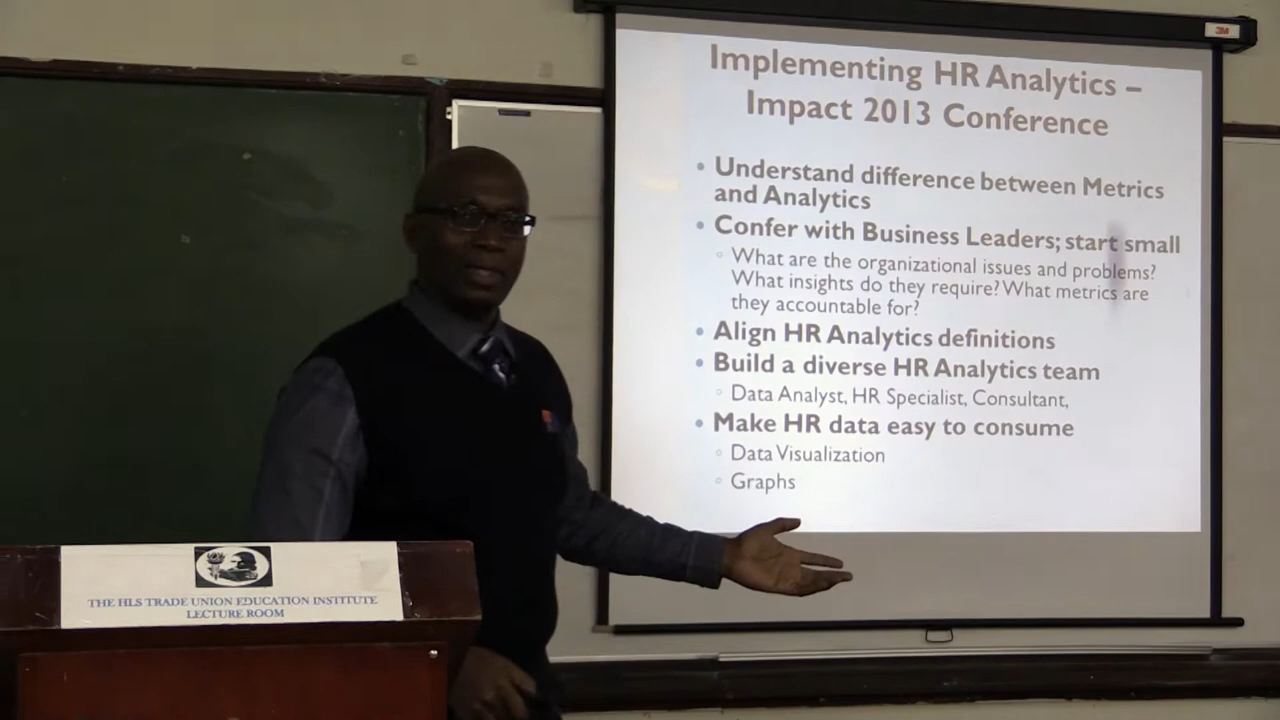 3M
Implementing HR Analytics –
Impact 2013 Conference
• Understand difference between Metrics
and Analytics
• Confer with Business Leaders; start small
◦ What are the organizational issues and problems?
What insights do they require? What metrics are
they accountable for?
• Align HR Analytics definitions
• Build a diverse HR Analytics team
◦ Data Analyst, HR Specialist, Consultant,
• Make HR data easy to consume
◦ Data Visualization
◦ Graphs
THE HLS TRADE UNION EDUCATION INSTITUTE
LECTURE ROOM